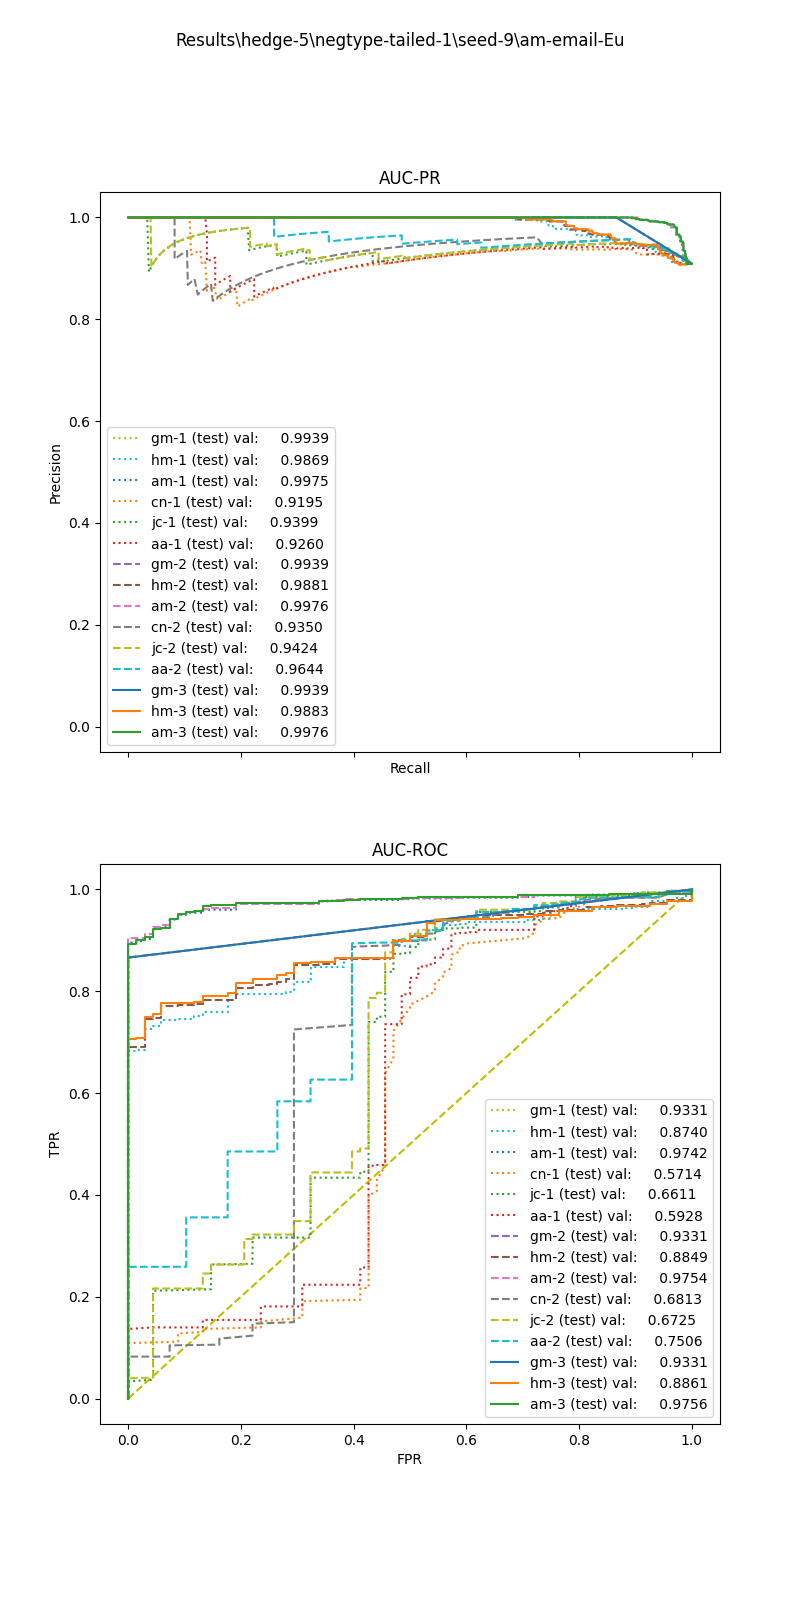 Results\hedge-5\negtype-tailed-1\seed-9\am-email-Eu
AUC-PR
1.0
0.8
0.6
0.4
0.2
0.0
Precision
gm-1 (test) val: 0.9939
hm-1 (test) val: 0.9869
am-1 (test) val: 0.9975
cn-1 (test) val: 0.9195
jc-1 (test) val: 0.9399
aa-1 (test) val: 0.9260
gm-2 (test) val: 0.9939
hm-2 (test) val: 0.9881
am-2 (test) val: 0.9976
cn-2 (test) val: 0.9350
jc-2 (test) val: 0.9424
aa-2 (test) val: 0.9644
gm-3 (test) val: 0.9939
hm-3 (test) val: 0.9883
am-3 (test) val: 0.9976
Recall
AUC-ROC
1.0
0.8
0.6
0.4
0.2
0.0
TPR
gm-1 (test) val: 0.9331
hm-1 (test) val: 0.8740
am-1 (test) val: 0.9742
cn-1 (test) val: 0.5714
jc-1 (test) val: 0.6611
aa-1 (test) val: 0.5928
gm-2 (test) val: 0.9331
hm-2 (test) val: 0.8849
am-2 (test) val: 0.9754
cn-2 (test) val: 0.6813
jc-2 (test) val: 0.6725
aa-2 (test) val: 0.7506
gm-3 (test) val: 0.9331
hm-3 (test) val: 0.8861
am-3 (test) val: 0.9756
0.0 0.2 0.4 0.6 0.8 1.0
FPR